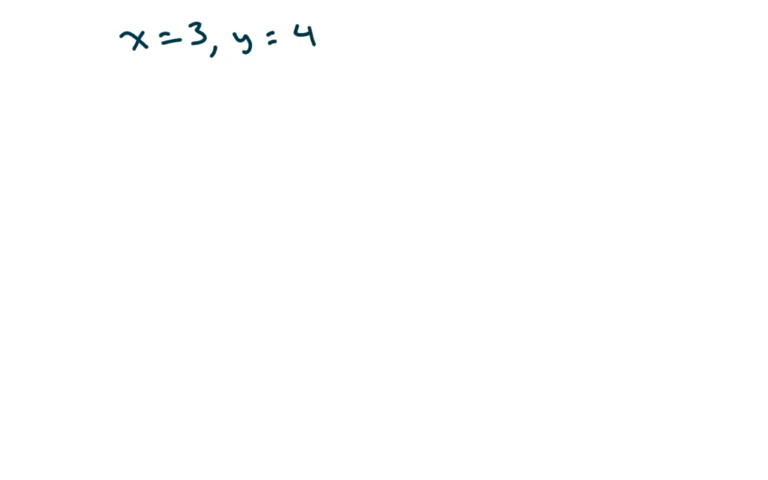 x = 3, y = 4